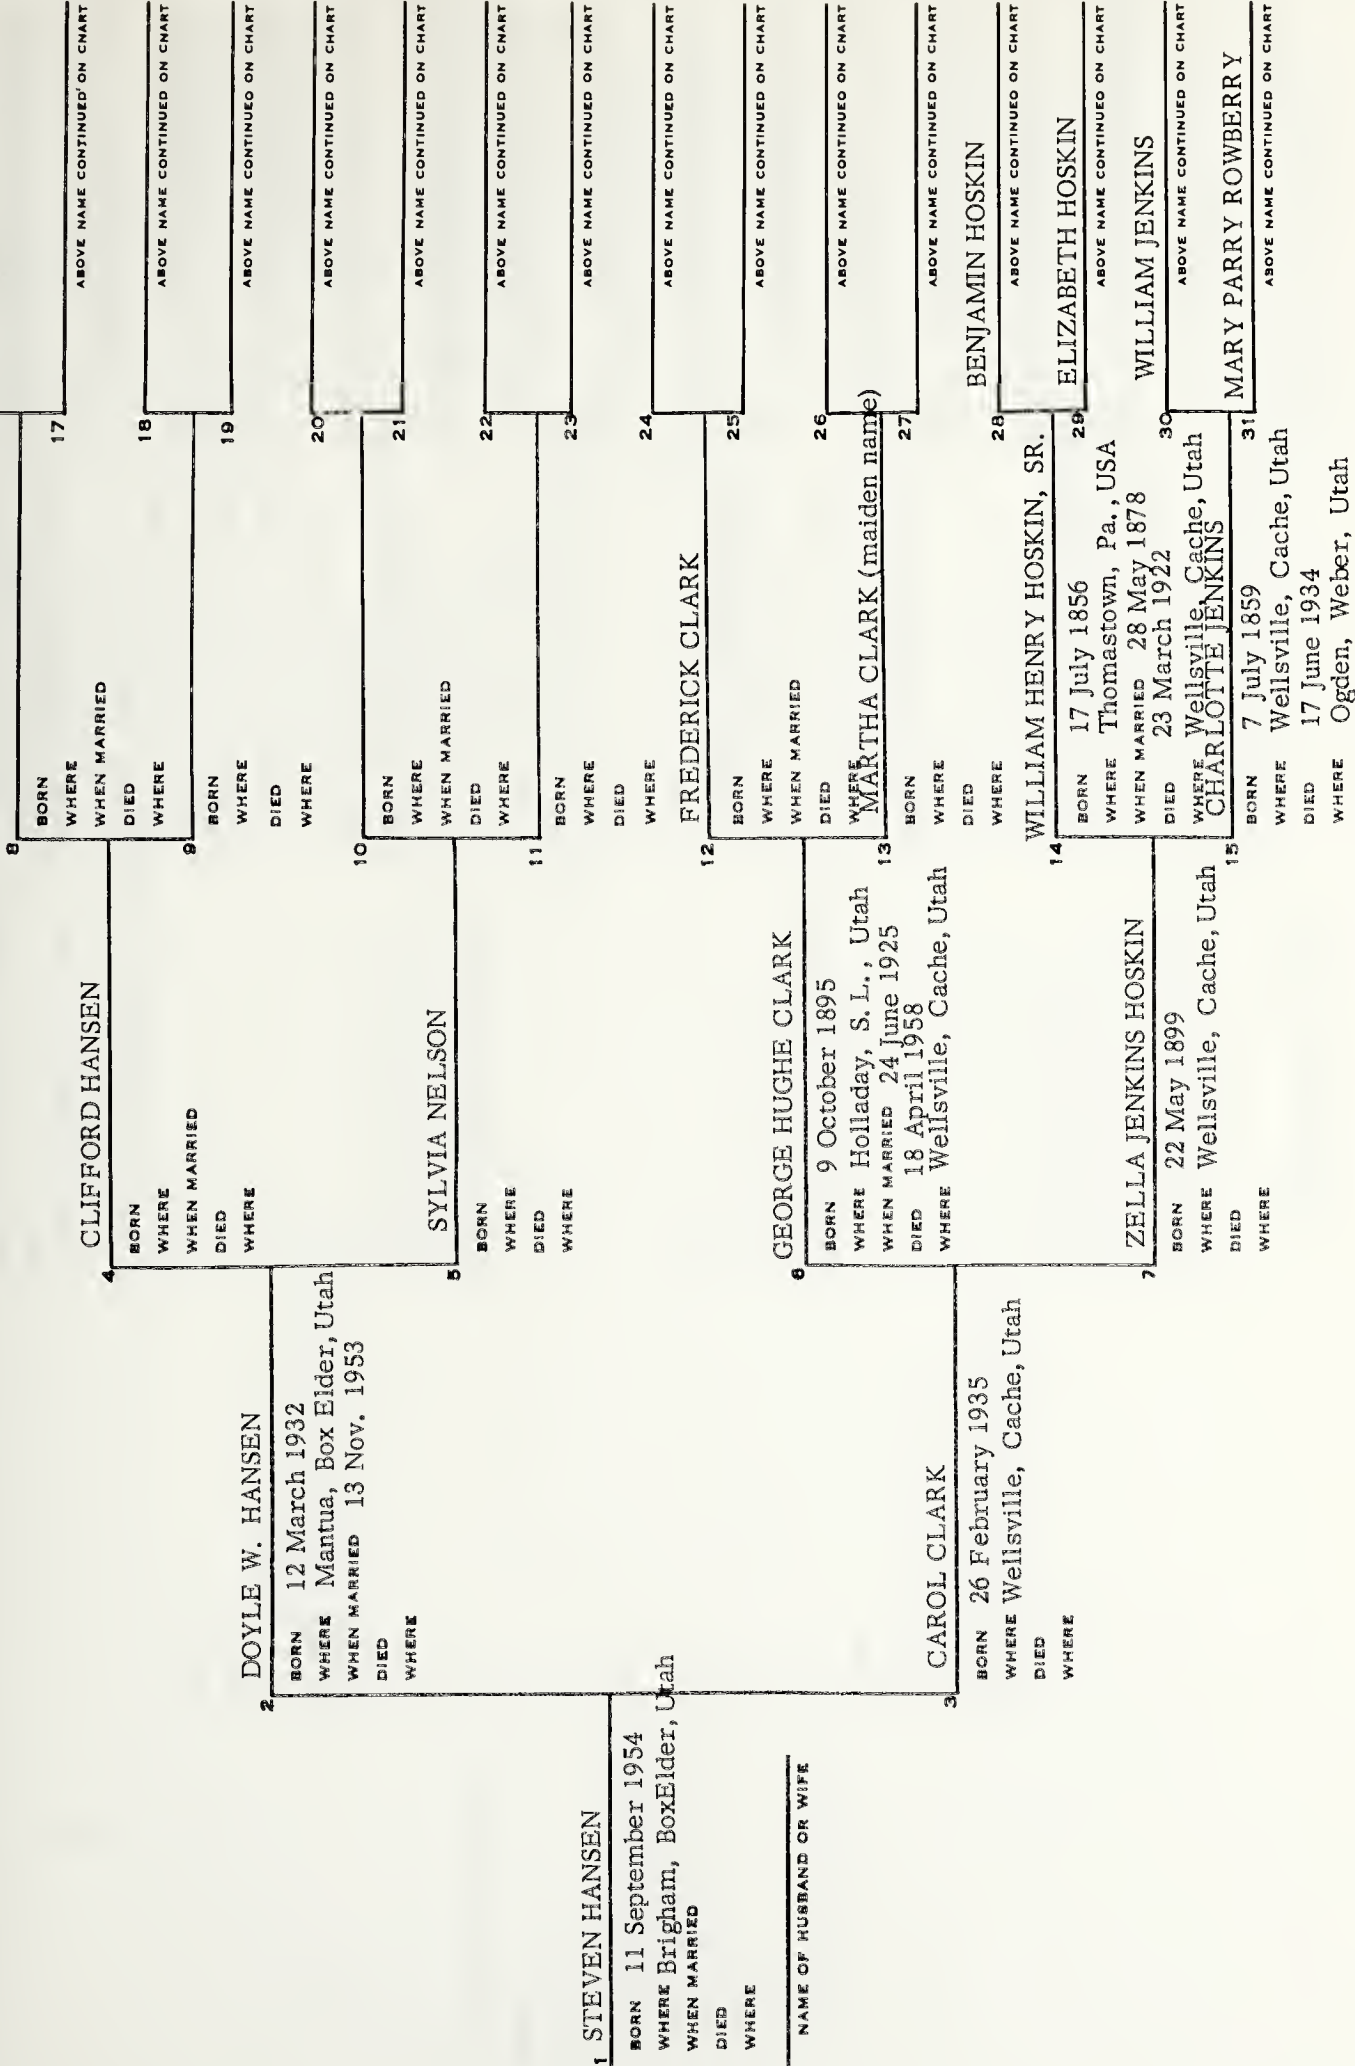 1 STEVEN HANSEN
BORN 11 September 1954
WHERE Brigham, BoxElder, Utah
WHEN MARRIED
DIED
WHERE
NAME OF HUSBAND OR WIFE
2
DOYLE W. HANSEN
BORN 12 March 1932
WHERE Mantua, Box Elder, Utah
WHEN MARRIED 13 Nov. 1953
DIED
WHERE
3
CAROL CLARK
BORN 26 February 1935
WHERE Wellsville, Cache, Utah
DIED
WHERE
4
CLIFFORD HANSEN
BORN
WHERE
WHEN MARRIED
DIED
WHERE
5
SYLVIA NELSON
BORN
WHERE
DIED
WHERE
6
GEORGE HUGHE CLARK
BORN 9 October 1895
WHERE Holladay, S. L., Utah
WHEN MARRIED 24 June 1925
DIED 18 April 1958
WHERE Wellsville, Cache, Utah
7
ZELLA JENKINS HOSKIN
BORN 22 May 1899
WHERE Wellsville, Cache, Utah
DIED
WHERE
8
BORN
WHERE
WHEN MARRIED
DIED
WHERE
9
BORN
WHERE
DIED
WHERE
10
BORN
WHERE
WHEN MARRIED
DIED
WHERE
11
BORN
WHERE
DIED
WHERE
12
FREDERICK CLARK
BORN
WHERE
WHEN MARRIED
DIED
WHERE
13
MARTHA CLARK (maiden name)
BORN
WHERE
DIED
WHERE
14
WILLIAM HENRY HOSKIN, SR.
BORN 17 July 1856
WHERE Thomastown, Pa., USA
WHEN MARRIED 28 May 1878
DIED 23 March 1922
WHERE Wellsville, Cache, Utah
15
CHARLOTTE JENKINS
BORN 7 July 1859
WHERE Wellsville, Cache, Utah
DIED 17 June 1934
WHERE Ogden, Weber, Utah
17
ABOVE NAME CONTINUED ON CHART
18
ABOVE NAME CONTINUED ON CHART
19
ABOVE NAME CONTINUED ON CHART
20
ABOVE NAME CONTINUED ON CHART
21
ABOVE NAME CONTINUED ON CHART
22
ABOVE NAME CONTINUED ON CHART
23
ABOVE NAME CONTINUED ON CHART
24
ABOVE NAME CONTINUED ON CHART
25
ABOVE NAME CONTINUED ON CHART
26
ABOVE NAME CONTINUED ON CHART
27
ABOVE NAME CONTINUED ON CHART
BENJAMIN HOSKIN
28
ABOVE NAME CONTINUED ON CHART
ELIZABETH HOSKIN
29
ABOVE NAME CONTINUED ON CHART
WILLIAM JENKINS
30
ABOVE NAME CONTINUED ON CHART
MARY PARRY ROWBERRY
31
ABOVE NAME CONTINUED ON CHART